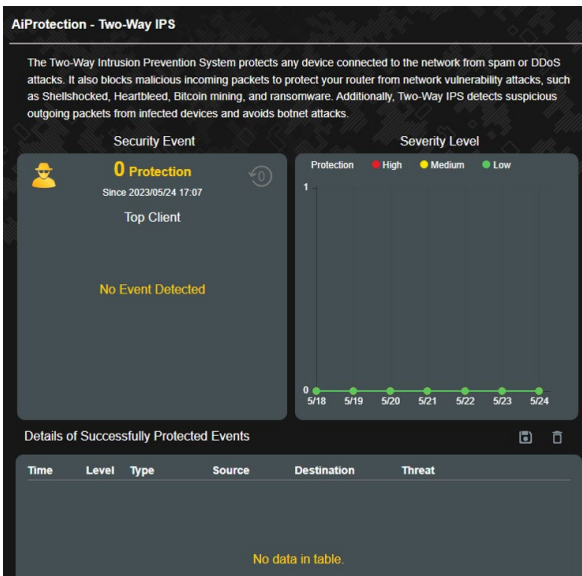 AiProtection - Two-Way IPS
The Two-Way Intrusion Prevention System protects any device connected to the network from spam or DDoS
attacks. It also blocks malicious incoming packets to protect your router from network vulnerability attacks, such
as Shellshocked, Heartbleed, Bitcoin mining, and ransomware. Additionally, Two-Way IPS detects suspicious
outgoing packets from infected devices and avoids botnet attacks.
Security Event
0 Protection
Since 2023/05/24 17:07
0
Top Client
No Event Detected
Severity Level
Protection High Medium Low
1
0
5/18 5/19 5/20 5/21 5/22 5/23 5/24
Details of Successfully Protected Events
Time Level Type Source Destination Threat
No data in table.